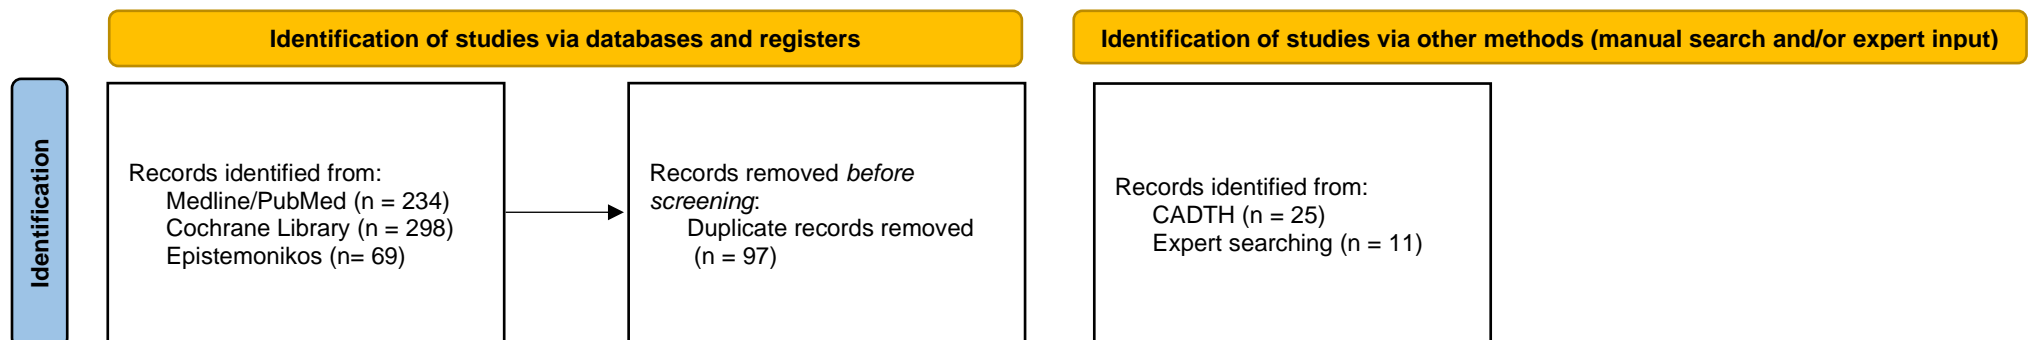 Identification of studies via databases and registers
Identification of studies via other methods (manual search and/or expert input)
Identification
Records identified from:
Medline/PubMed (n = 234)
Cochrane Library (n = 298)
Epistemonikos (n= 69)
Records removed before
screening:
Duplicate records removed
(n = 97)
Records identified from:
CADTH (n = 25)
Expert searching (n = 11)